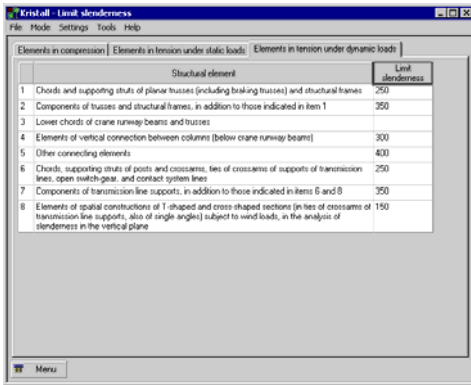 Kristall - Limit slenderness
File Mode Settings Tools Help
Elements in compression Elements in tension under static loads Elements in tension under dynamic loads
Structural element Limit slenderness
1 Chords and supporting struts of planar trusses (including braking trusses) and structural frames 250
2 Components of trusses and structural frames, in addition to those indicated in item 1 350
3 Lower chords of crane runway beams and trusses
4 Elements of vertical connection between columns (below crane runway beams) 300
5 Other connecting elements 400
6 Chords, supporting struts of posts and crossarms, ties of crossarms of supports of transmission 250
lines, open switch-gear, and contact system lines
7 Components of transmission line supports, in addition to those indicated in items 6 and 8 350
8 Elements of spatial constructions of T-shaped and cross-shaped sections (in ties of crossarms of 150
transmission line supports, also of single angles) subject to wind loads, in the analysis of
slenderness in the vertical plane
Menu